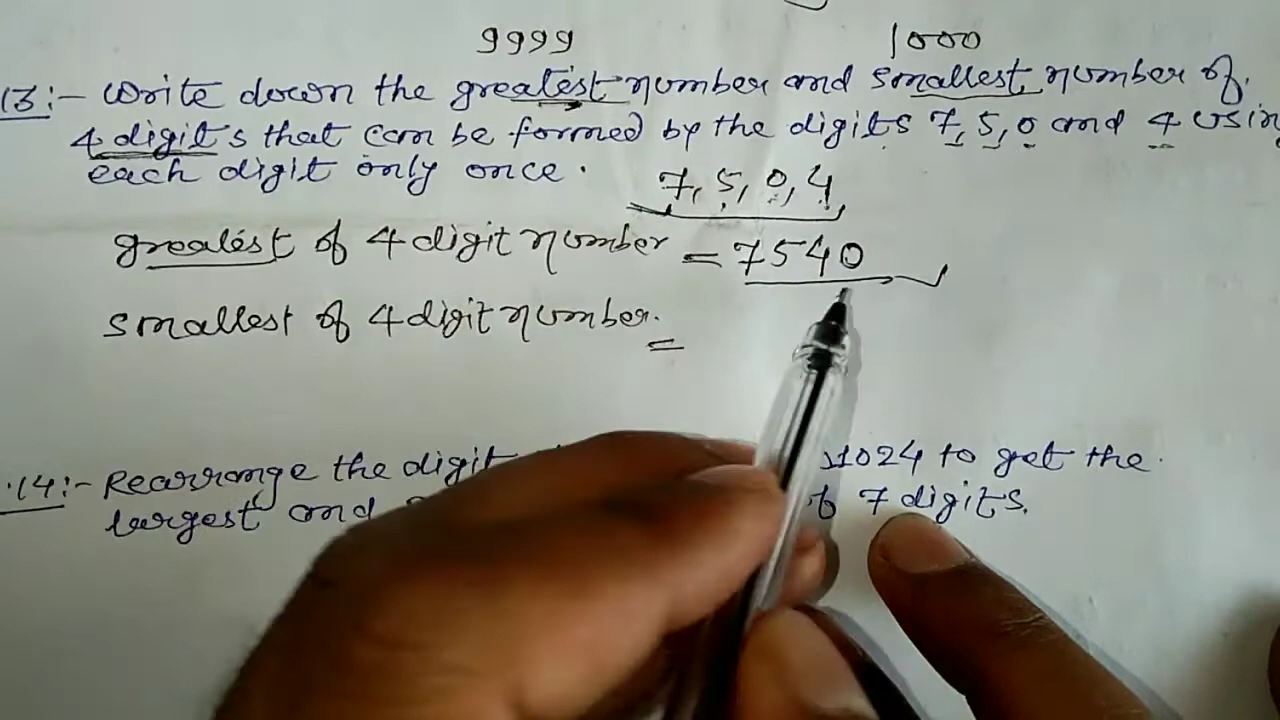 9999 1000
13:- Write down the greatest number and smallest number of.
4 digit's that can be formed by the digits 7, 5, 0 and 4 usin
each digit only once.
7, 5, 0, 4,
greatest of 4 digit number = 7540
smallest of 4 digit number. =
14:- Rearrange the digit 1024 to get the.
largest and 7 digits.